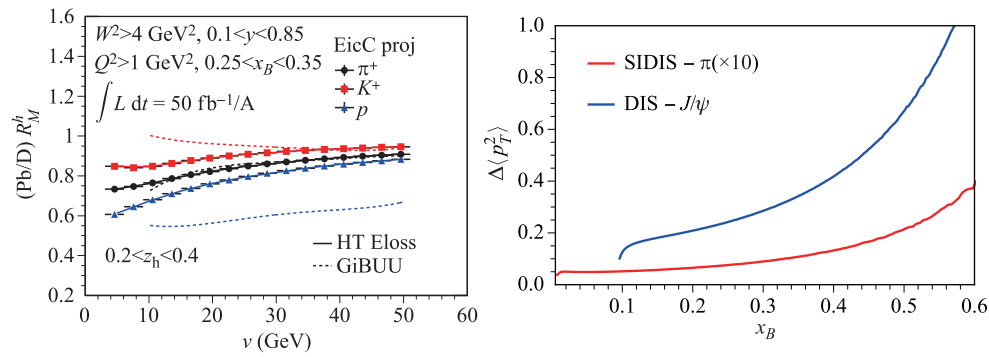 W²>4 GeV², 0.1<y<0.85
Q²>1 GeV², 0.25<x_B<0.35
∫L dt = 50 fb⁻¹/A
EicC proj
π⁺
K⁺
p
0.2<z_h<0.4
HT Eloss
GiBUU
(Pb/D) R_M^h
1.6
1.4
1.2
1
0.8
0.6
0.4
0.2
0 10 20 30 40 50 60
ν (GeV)
SIDIS – π(×10)
DIS – J/ψ
Δ⟨p_T²⟩
1.0
0.8
0.6
0.4
0.2
0.0
0.1 0.2 0.3 0.4 0.5 0.6
x_B